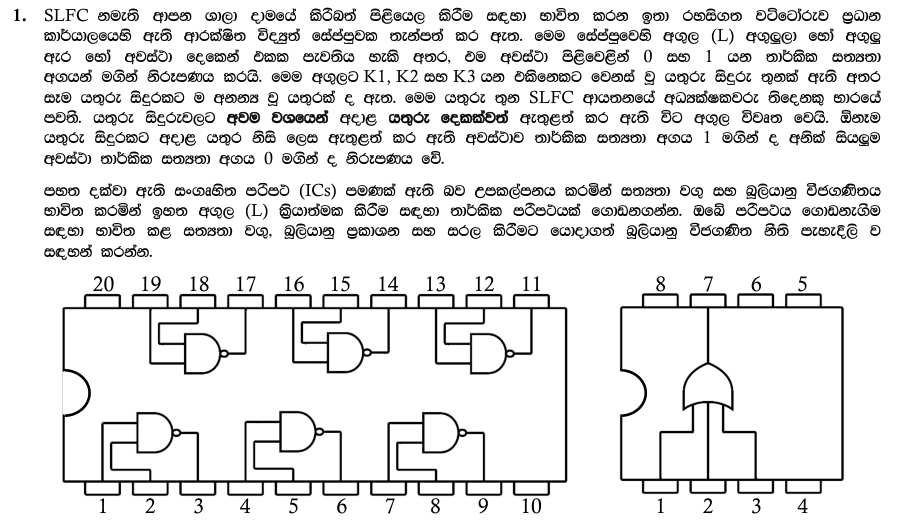 1. SLFC නමැති ආපන ශාලා දාමයේ කිරිබත් පිළියෙල කිරීම සඳහා භාවිත කරන ඉතා රහසිගත වට්ටෝරුව ප්‍රධාන
කාර්යාලයෙහි ඇති ආරක්ෂිත විද්‍යුත් සේප්පුවක තැන්පත් කර ඇත. මෙම සේප්පුවෙහි අගුල (L) අගුලුලා හෝ අගුලු
ඇර හෝ අවස්ථා දෙකෙන් එකක පැවතිය හැකි අතර, එම අවස්ථා පිළිවෙළින් 0 සහ 1 යන තාර්කික සත්‍යතා
අගයන් මගින් නිරූපණය කරයි. මෙම අගුලට K1, K2 සහ K3 යන එකිනෙකට වෙනස් වූ යතුරු සිදුරු තුනක් ඇති අතර
සෑම යතුරු සිදුරකට ම අනන්‍ය වූ යතුරක් ද ඇත. මෙම යතුරු තුන SLFC ආයතනයේ අධ්‍යක්ෂකවරු තිදෙනකු භාරයේ
පවතී. යතුරු සිදුරුවලට අවම වශයෙන් අදාළ යතුරු දෙකක්වත් ඇතුළත් කර ඇති විට අගුල විවෘත වෙයි. ඕනෑම
යතුරු සිදුරකට අදාළ යතුර නිසි ලෙස ඇතුළත් කර ඇති අවස්ථාව තාර්කික සත්‍යතා අගය 1 මගින් ද අනික් සියලුම
අවස්ථා තාර්කික සත්‍යතා අගය 0 මගින් ද නිරූපණය වේ.
පහත දක්වා ඇති සංගෘහිත පරිපථ (ICs) පමණක් ඇති බව උපකල්පනය කරමින් සත්‍යතා වගු සහ බූලියානු වීජගණිතය
භාවිත කරමින් ඉහත අගුල (L) ක්‍රියාත්මක කිරීම සඳහා තාර්කික පරිපථයක් ගොඩනගන්න. ඔබේ පරිපථය ගොඩනැගීම
සඳහා භාවිත කළ සත්‍යතා වගු, බූලියානු ප්‍රකාශන සහ සරල කිරීමට යොදාගත් බූලියානු වීජගණිත නීති පැහැදිලි ව
සඳහන් කරන්න.
20 19 18 17 16 15 14 13 12 11
8 7 6 5
1 2 3 4 5 6 7 8 9 10
1 2 3 4